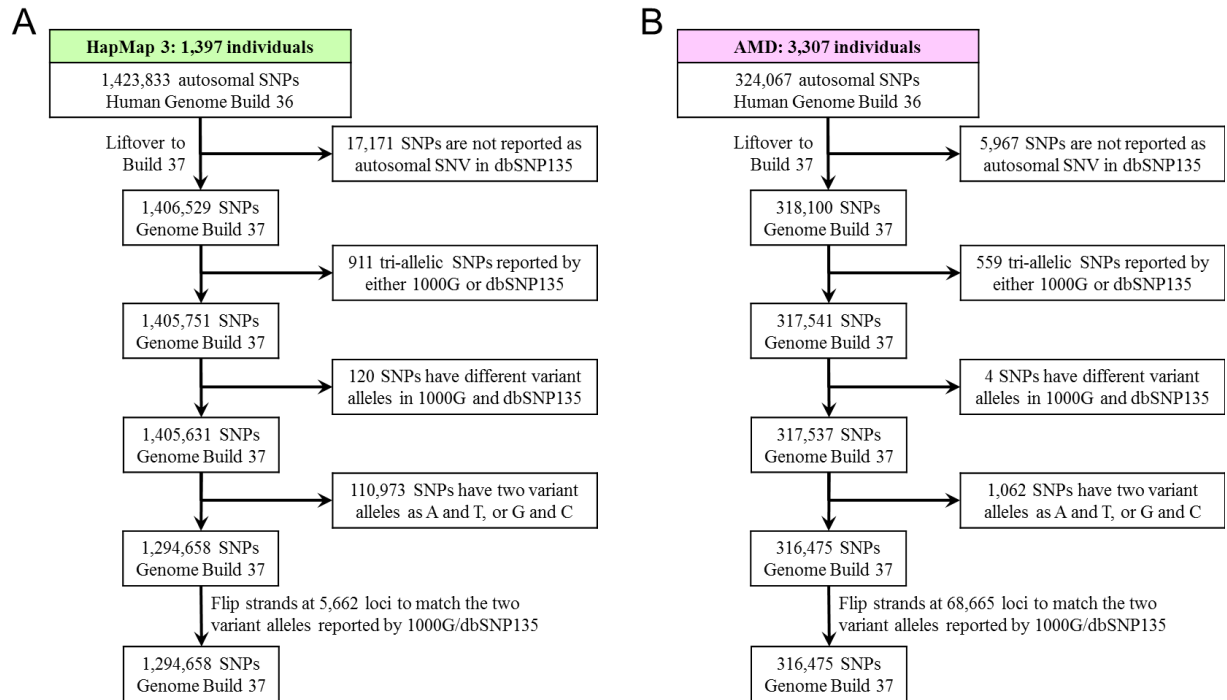 A
HapMap 3: 1,397 individuals
1,423,833 autosomal SNPs
Human Genome Build 36
Liftover to
Build 37
17,171 SNPs are not reported as
autosomal SNV in dbSNP135
1,406,529 SNPs
Genome Build 37
911 tri-allelic SNPs reported by
either 1000G or dbSNP135
1,405,751 SNPs
Genome Build 37
120 SNPs have different variant
alleles in 1000G and dbSNP135
1,405,631 SNPs
Genome Build 37
110,973 SNPs have two variant
alleles as A and T, or G and C
1,294,658 SNPs
Genome Build 37
Flip strands at 5,662 loci to match the two
variant alleles reported by 1000G/dbSNP135
1,294,658 SNPs
Genome Build 37
B
AMD: 3,307 individuals
324,067 autosomal SNPs
Human Genome Build 36
Liftover to
Build 37
5,967 SNPs are not reported as
autosomal SNV in dbSNP135
318,100 SNPs
Genome Build 37
559 tri-allelic SNPs reported by
either 1000G or dbSNP135
317,541 SNPs
Genome Build 37
4 SNPs have different variant
alleles in 1000G and dbSNP135
317,537 SNPs
Genome Build 37
1,062 SNPs have two variant
alleles as A and T, or G and C
316,475 SNPs
Genome Build 37
Flip strands at 68,665 loci to match the two
variant alleles reported by 1000G/dbSNP135
316,475 SNPs
Genome Build 37